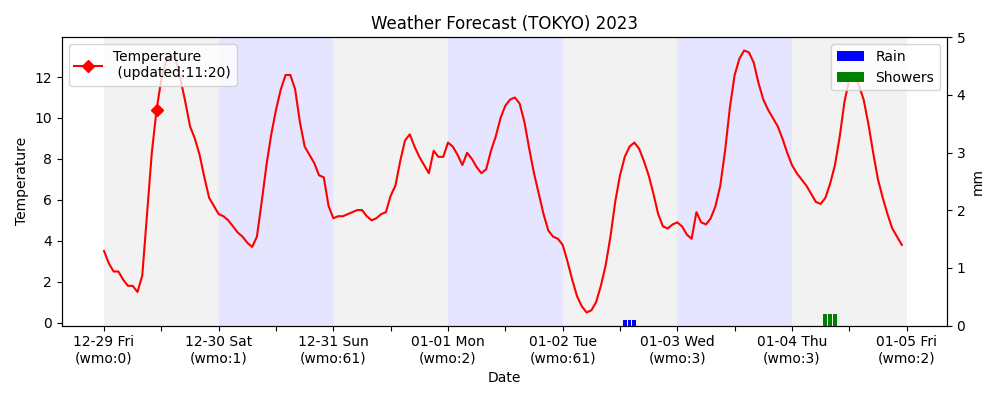 Weather Forecast (TOKYO) 2023
Temperature
(updated:11:20)
Rain
Showers
Temperature
12
10
8
6
4
2
0
5
4
3
2
1
0
mm
12-29 Fri
(wmo:0)
12-30 Sat
(wmo:1)
12-31 Sun
(wmo:61)
01-01 Mon
(wmo:2)
01-02 Tue
(wmo:61)
01-03 Wed
(wmo:3)
01-04 Thu
(wmo:3)
01-05 Fri
(wmo:2)
Date